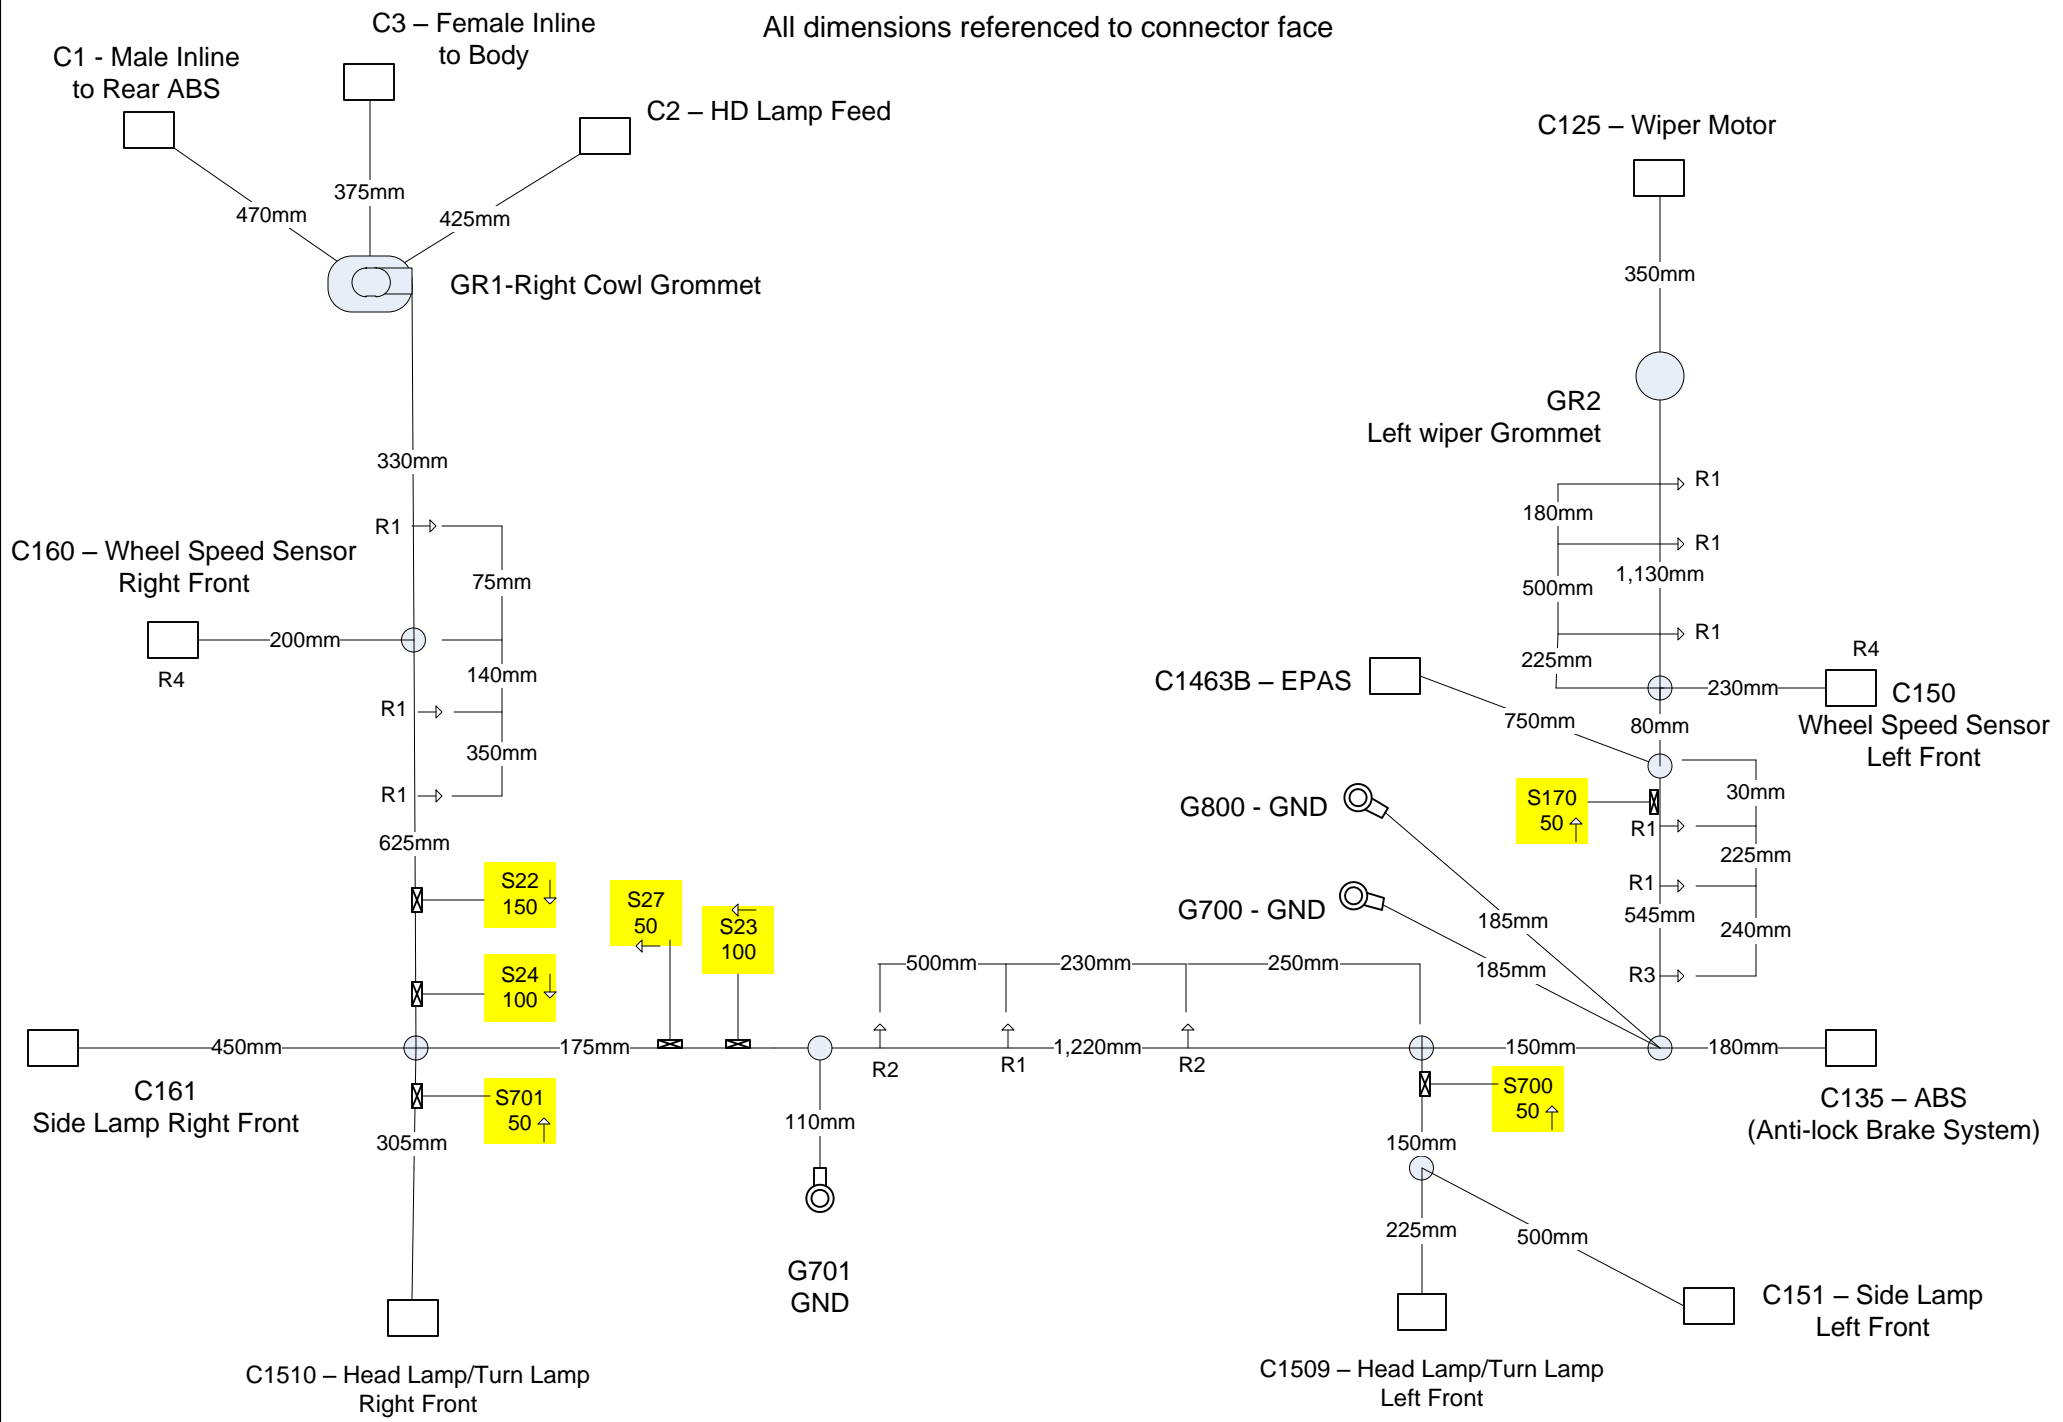 All dimensions referenced to connector face
C3 – Female Inline
to Body
C1 - Male Inline
to Rear ABS
C2 – HD Lamp Feed
C125 – Wiper Motor
375mm
470mm
425mm
GR1-Right Cowl Grommet
350mm
GR2
Left wiper Grommet
330mm
R1
C160 – Wheel Speed Sensor
Right Front
75mm
200mm
R4
140mm
R1
350mm
R1
625mm
R1
180mm
R1
1,130mm
500mm
R1
225mm
R4
C1463B – EPAS
230mm
C150
Wheel Speed Sensor
Left Front
750mm
80mm
S170
50
30mm
R1
G800 - GND
225mm
R1
G700 - GND
545mm
185mm
240mm
185mm
R3
S22
150
S27
50
S23
100
S24
100
500mm
230mm
250mm
450mm
175mm
1,220mm
150mm
180mm
R2
R1
R2
C161
Side Lamp Right Front
S701
50
305mm
110mm
S700
50
150mm
C135 – ABS
(Anti-lock Brake System)
225mm
500mm
G701
GND
C151 – Side Lamp
Left Front
C1510 – Head Lamp/Turn Lamp
Right Front
C1509 – Head Lamp/Turn Lamp
Left Front